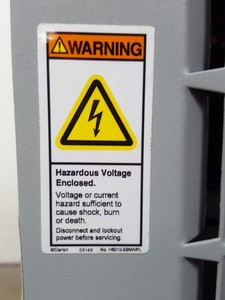 WARNING
Hazardous Voltage
Enclosed.
Voltage or current
hazard sufficient to
cause shock, burn
or death.
Disconnect and lockout
power before servicing.
©Clarion